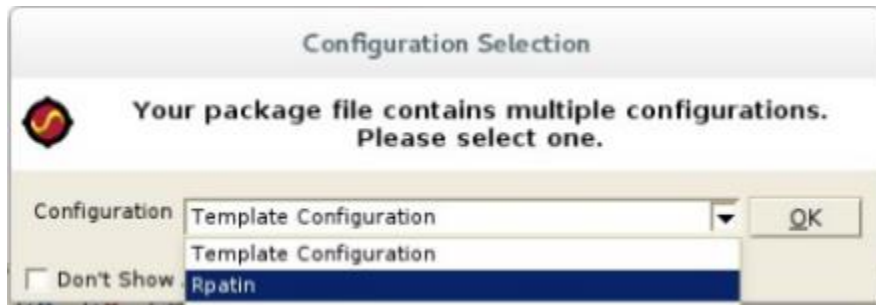 Configuration Selection
Your package file contains multiple configurations.
Please select one.
Configuration Template Configuration OK
Template Configuration
Don't Show Rpatin